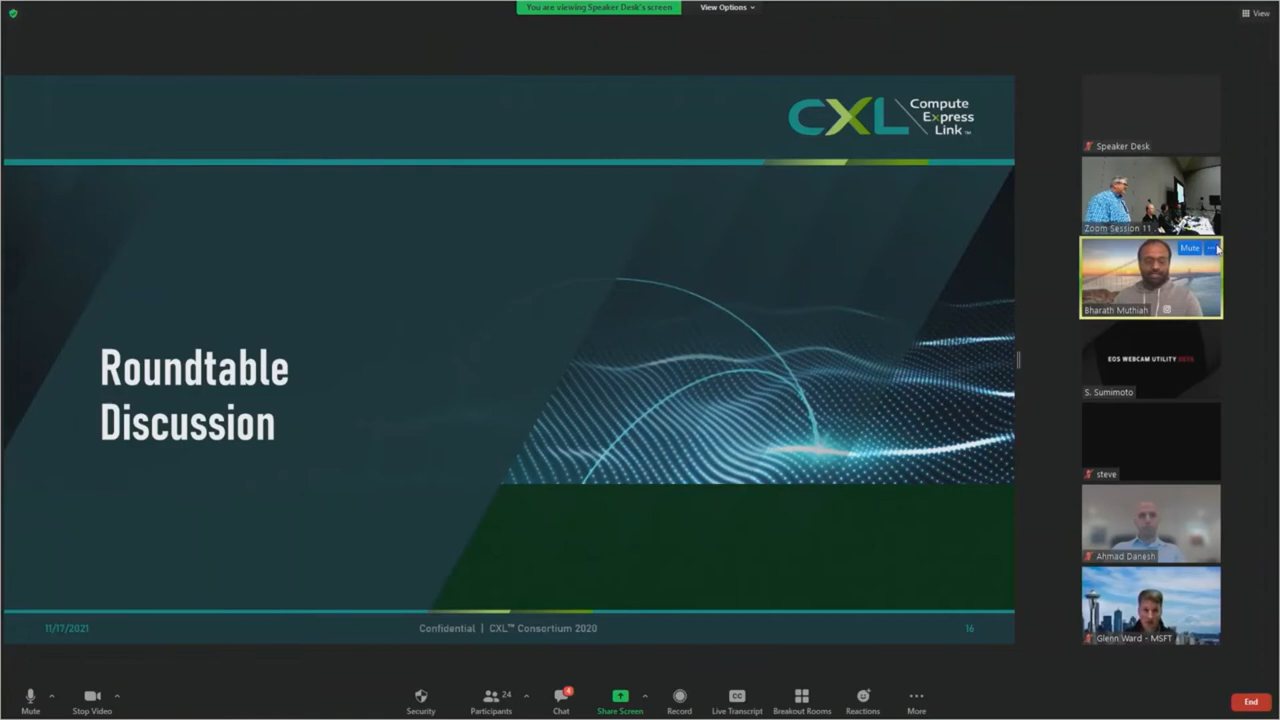 You are viewing Speaker Desk's screen
View Options
View
CXL
Compute
Express
Link™
Roundtable
Discussion
11/17/2021
Confidential | CXL™ Consortium 2020
16
Speaker Desk
Zoom Session 11
Mute
Bharath Muthiah
EOS WEBCAM UTILITY BETA
S. Sumimoto
steve
Ahmad Danesh
Glenn Ward - MSFT
Mute
Stop Video
Security
Participants
24
Chat
4
Share Screen
Record
Live Transcript
Breakout Rooms
Reactions
More
End